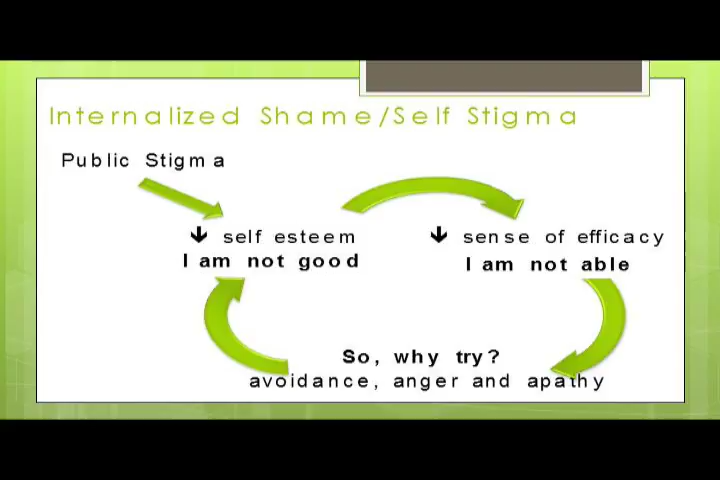 Internalized Shame/Self Stigma
Public Stigma
🡻 self esteem
I am not good
🡻 sense of efficacy
I am not able
So, why try?
avoidance, anger and apathy